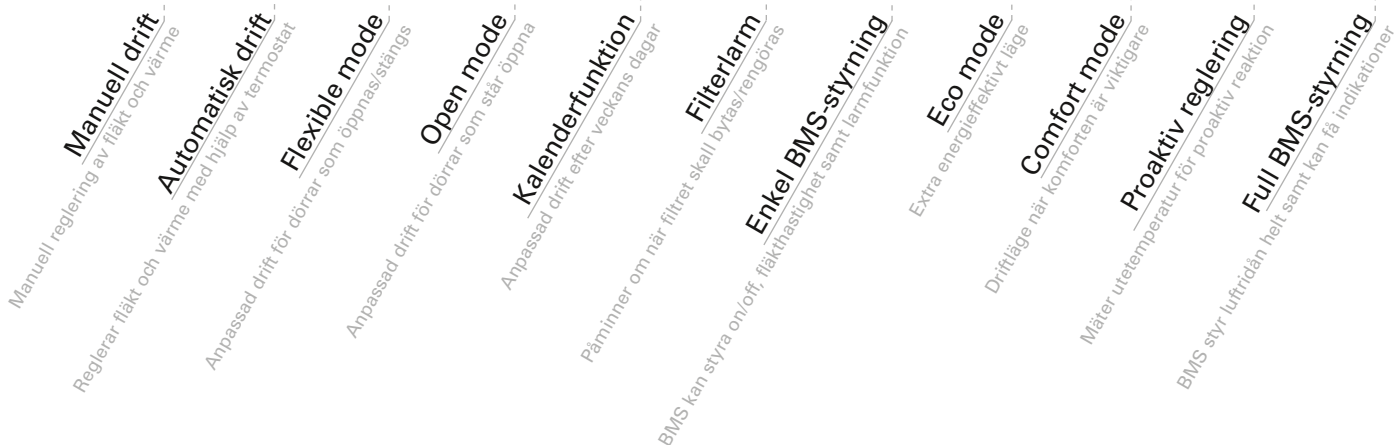 Manuell drift
Manuell reglering av fläkt och värme
Automatisk drift
Reglerar fläkt och värme med hjälp av termostat
Flexible mode
Anpassad drift för dörrar som öppnas/stängs
Open mode
Anpassad drift för dörrar som står öppna
Kalenderfunktion
Anpassad drift efter veckans dagar
Filterlarm
Påminner om när filtret skall bytas/rengöras
Enkel BMS-styrning
BMS kan styra on/off, fläkthastighet samt larmfunktion
Eco mode
Extra energieffektivt läge
Comfort mode
Driftläge när komforten är viktigare
Proaktiv reglering
Mäter utetemperatur för proaktiv reaktion
Full BMS-styrning
BMS styr luftridån helt samt kan få indikationer